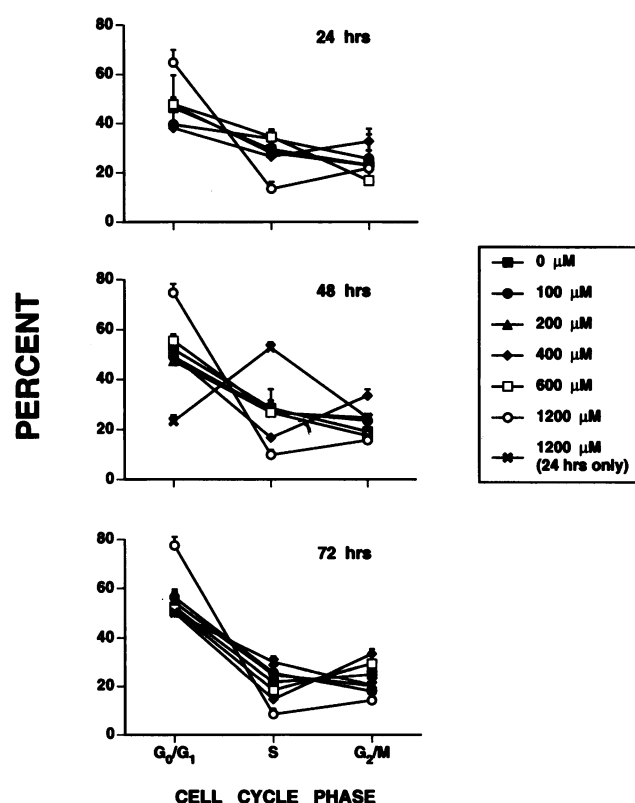 80
24 hrs
60
40
20
0
80
48 hrs
60
40
20
0
80
72 hrs
60
40
20
0
PERCENT
G0/G1 S G2/M
CELL CYCLE PHASE
0 µM
100 µM
200 µM
400 µM
600 µM
1200 µM
1200 µM
(24 hrs only)